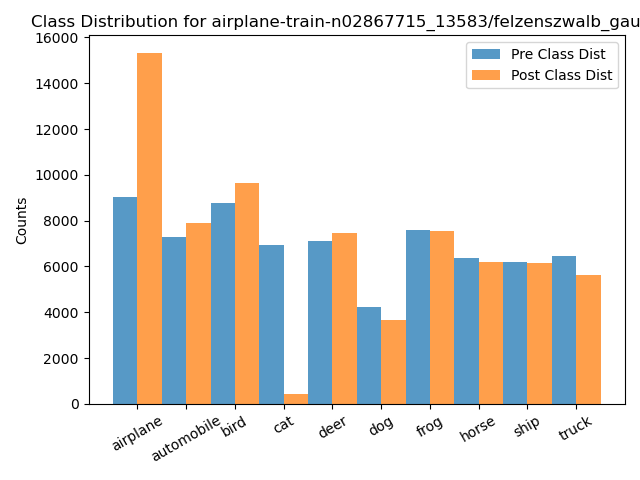 Class Distribution for airplane-train-n02867715_13583/felzenszwalb_gau
Pre Class Dist
Post Class Dist
Counts
16000
14000
12000
10000
8000
6000
4000
2000
0
airplane
automobile
bird
cat
deer
dog
frog
horse
ship
truck